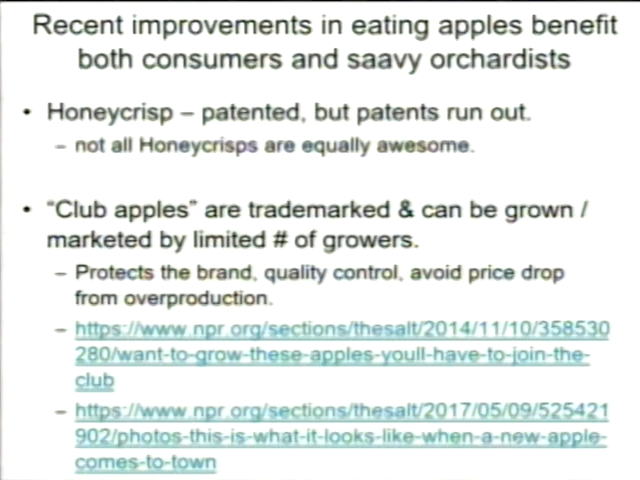 Recent improvements in eating apples benefit
both consumers and saavy orchardists
• Honeycrisp – patented, but patents run out.
– not all Honeycrisps are equally awesome.
• “Club apples” are trademarked & can be grown /
marketed by limited # of growers.
– Protects the brand, quality control, avoid price drop
from overproduction.
– https://www.npr.org/sections/thesalt/2014/11/10/358530
280/want-to-grow-these-apples-youll-have-to-join-the-
club
– https://www.npr.org/sections/thesalt/2017/05/09/525421
902/photos-this-is-what-it-looks-like-when-a-new-apple-
comes-to-town